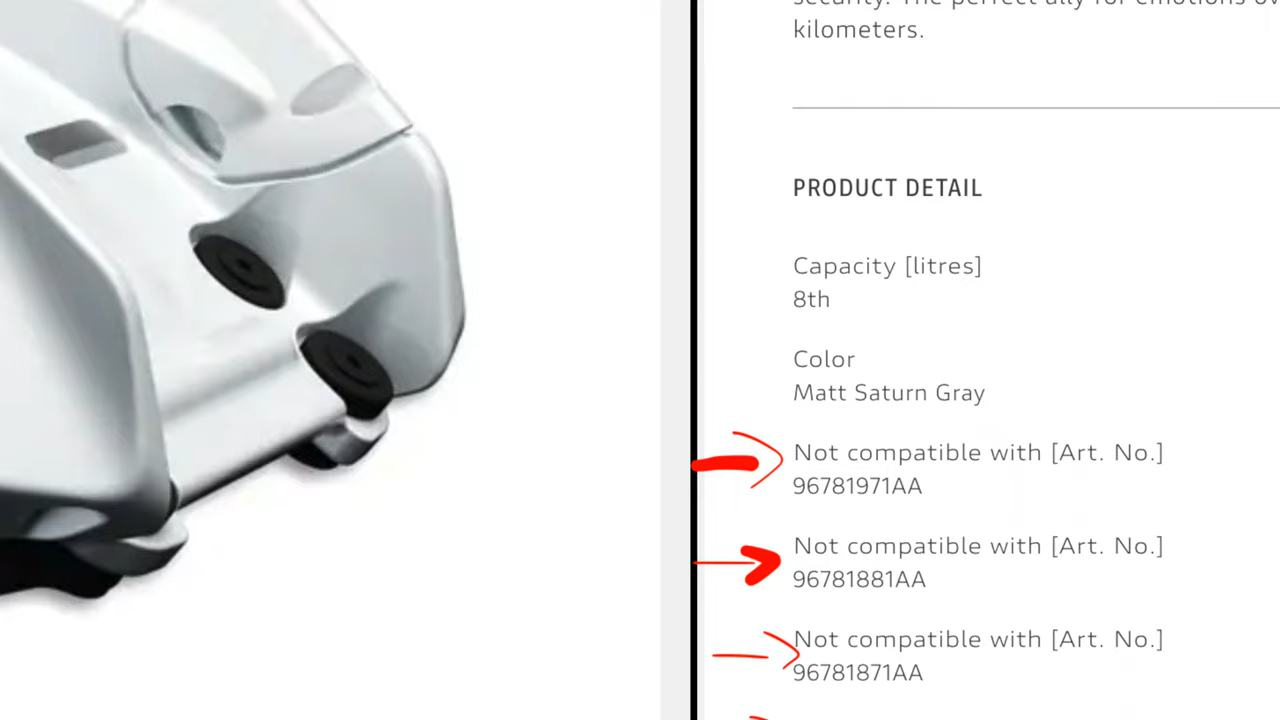 kilometers.
PRODUCT DETAIL
Capacity [litres]
8th
Color
Matt Saturn Gray
Not compatible with [Art. No.]
96781971AA
Not compatible with [Art. No.]
96781881AA
Not compatible with [Art. No.]
96781871AA